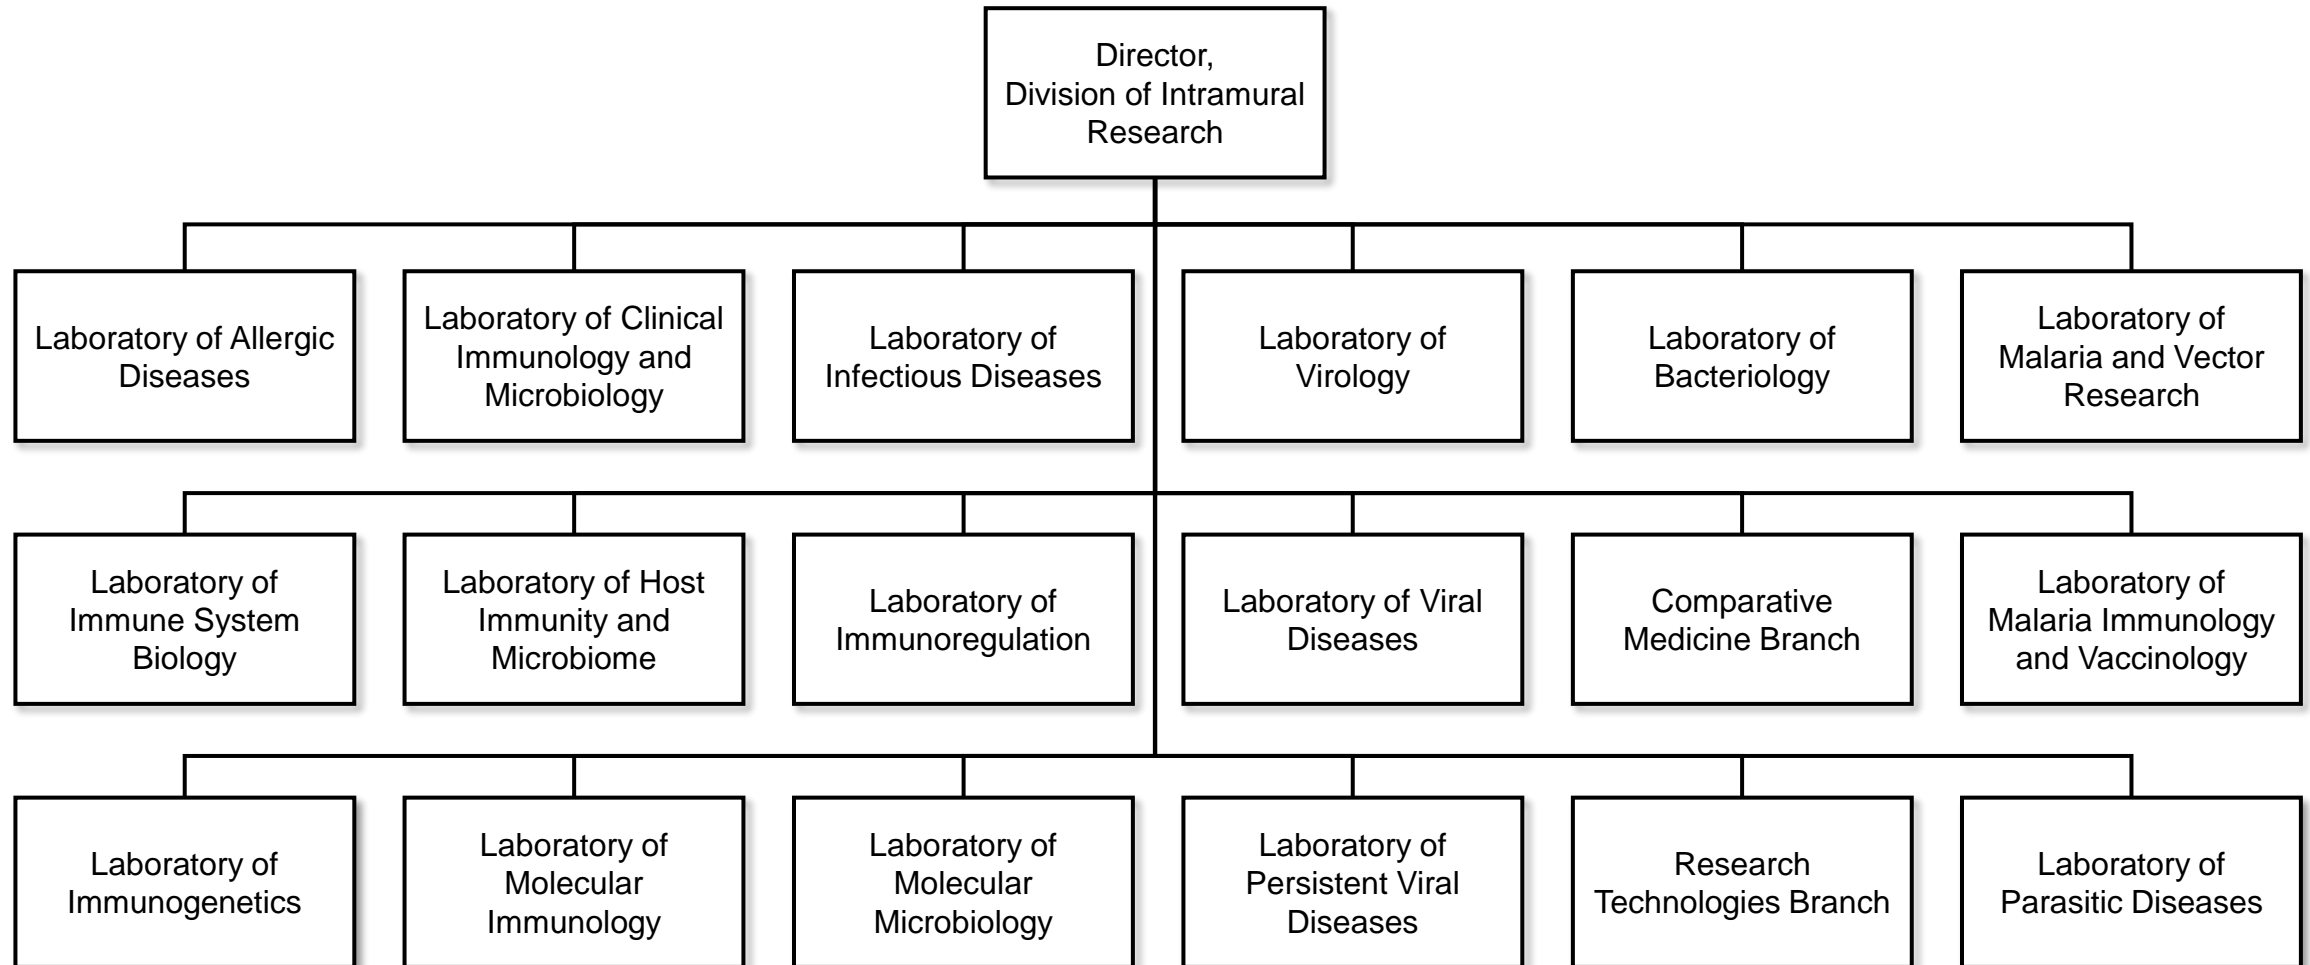 Director,
Division of Intramural
Research
Laboratory of Allergic
Diseases
Laboratory of Clinical
Immunology and
Microbiology
Laboratory of
Infectious Diseases
Laboratory of
Virology
Laboratory of
Bacteriology
Laboratory of
Malaria and Vector
Research
Laboratory of
Immune System
Biology
Laboratory of Host
Immunity and
Microbiome
Laboratory of
Immunoregulation
Laboratory of Viral
Diseases
Comparative
Medicine Branch
Laboratory of
Malaria Immunology
and Vaccinology
Laboratory of
Immunogenetics
Laboratory of
Molecular
Immunology
Laboratory of
Molecular
Microbiology
Laboratory of
Persistent Viral
Diseases
Research
Technologies Branch
Laboratory of
Parasitic Diseases